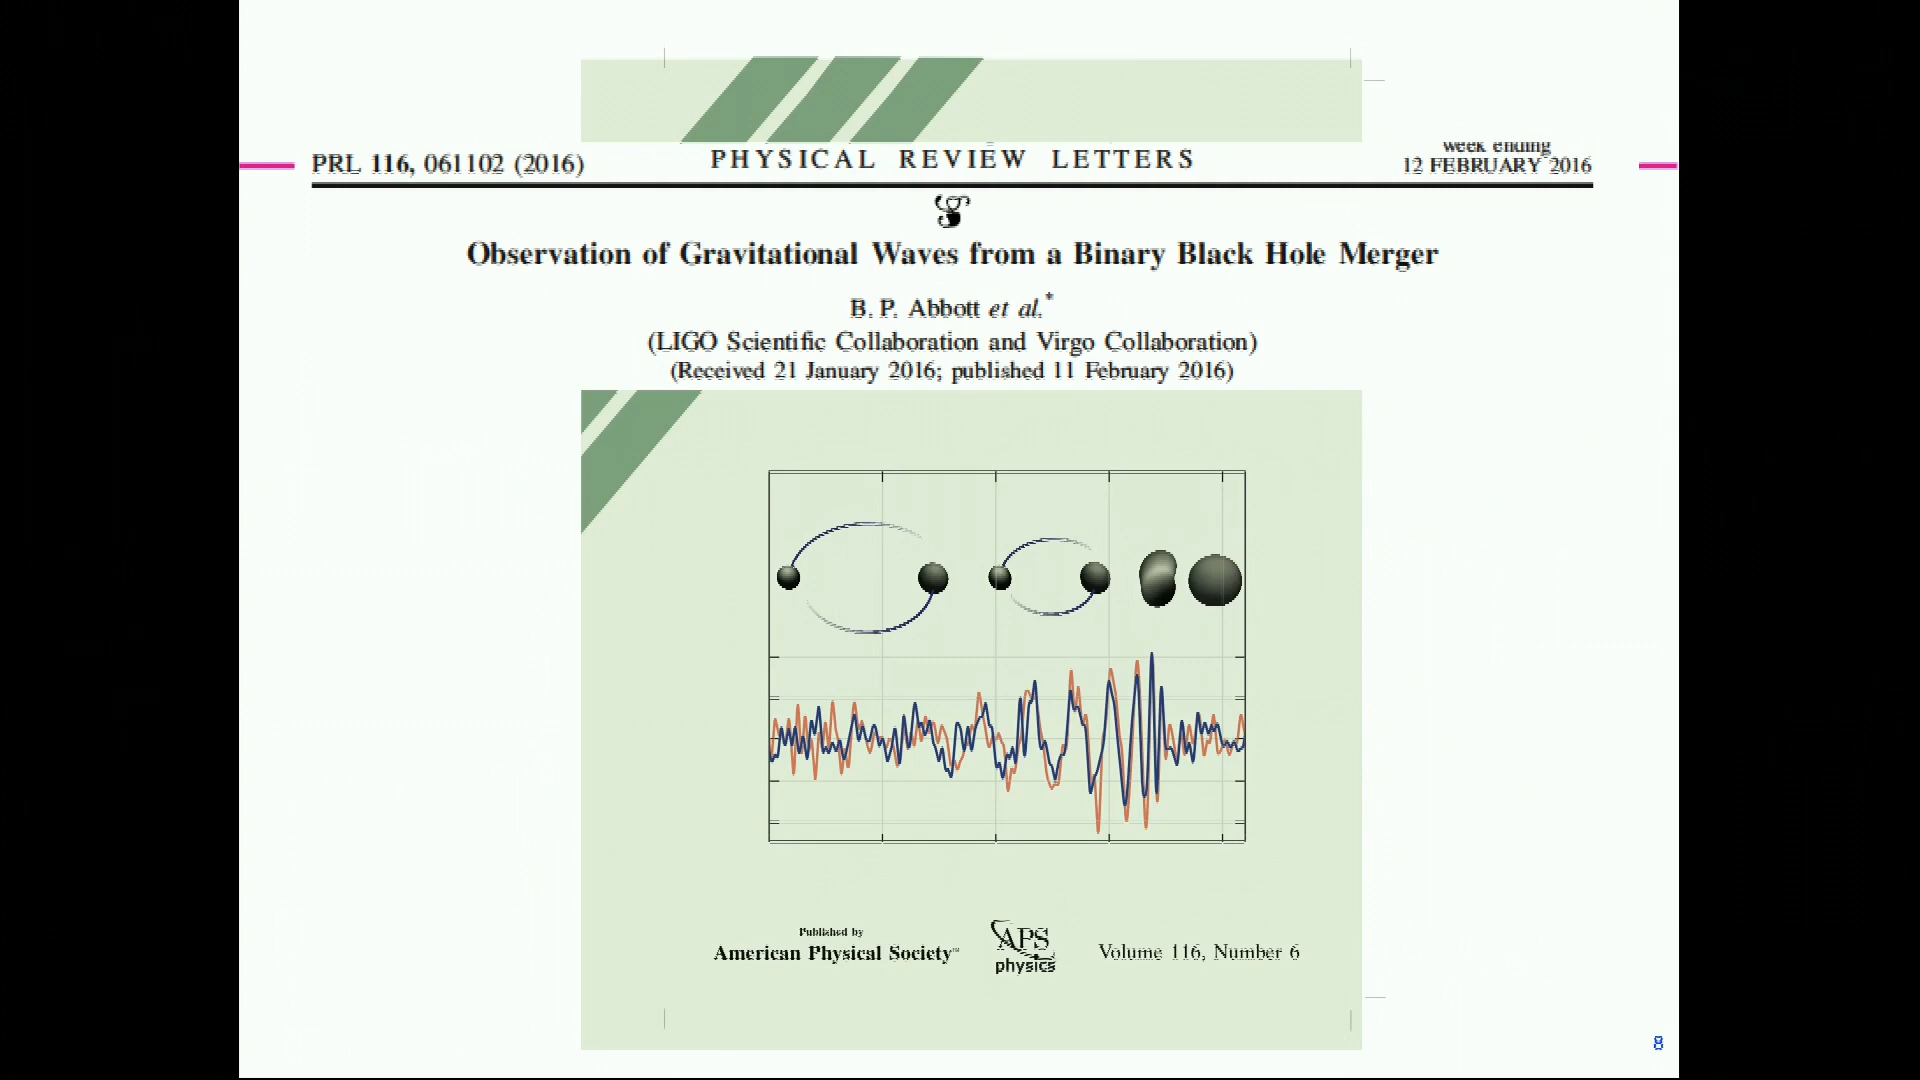 PRL 116, 061102 (2016)
PHYSICAL REVIEW LETTERS
week ending
12 FEBRUARY 2016
Observation of Gravitational Waves from a Binary Black Hole Merger
B. P. Abbott et al.*
(LIGO Scientific Collaboration and Virgo Collaboration)
(Received 21 January 2016; published 11 February 2016)
Published by
American Physical Society™
APS
physics
Volume 116, Number 6
8